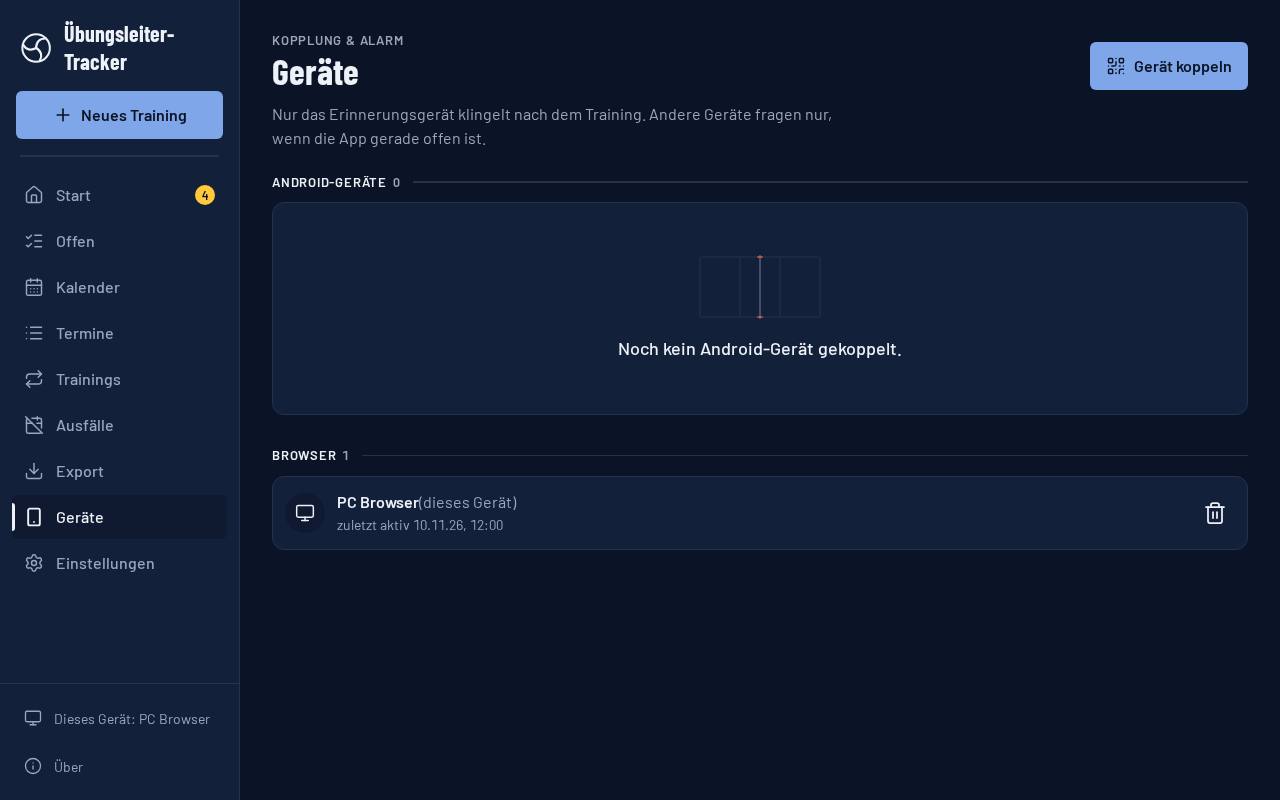 Übungsleiter-
Tracker
Neues Training
Start 4
Offen
Kalender
Termine
Trainings
Ausfälle
Export
Geräte
Einstellungen
Dieses Gerät: PC Browser
Über
KOPPLUNG & ALARM
Geräte
Gerät koppeln
Nur das Erinnerungsgerät klingelt nach dem Training. Andere Geräte fragen nur,
wenn die App gerade offen ist.
ANDROID-GERÄTE 0
Noch kein Android-Gerät gekoppelt.
BROWSER 1
PC Browser(dieses Gerät)
zuletzt aktiv 10.11.26, 12:00